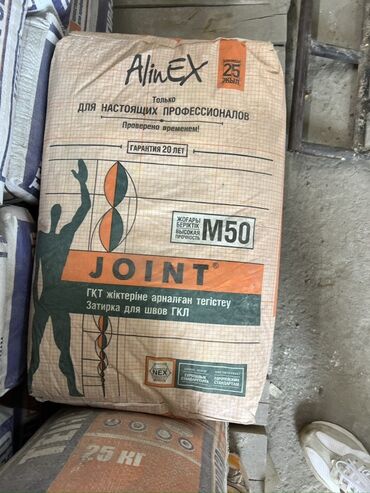 AlinEX
25
ЖЫЛ
Только
ДЛЯ НАСТОЯЩИХ ПРОФЕССИОНАЛОВ
Проверено временем!
ГАРАНТИЯ 20 ЛЕТ
ЖОҒАРЫ
БЕРІКТІК
ВЫСОКАЯ
ПРОЧНОСТЬ
М50
JOINT®
ГКТ жіктеріне арналған тегістеу
Затирка для швов ГКЛ
NEX
25 КГ